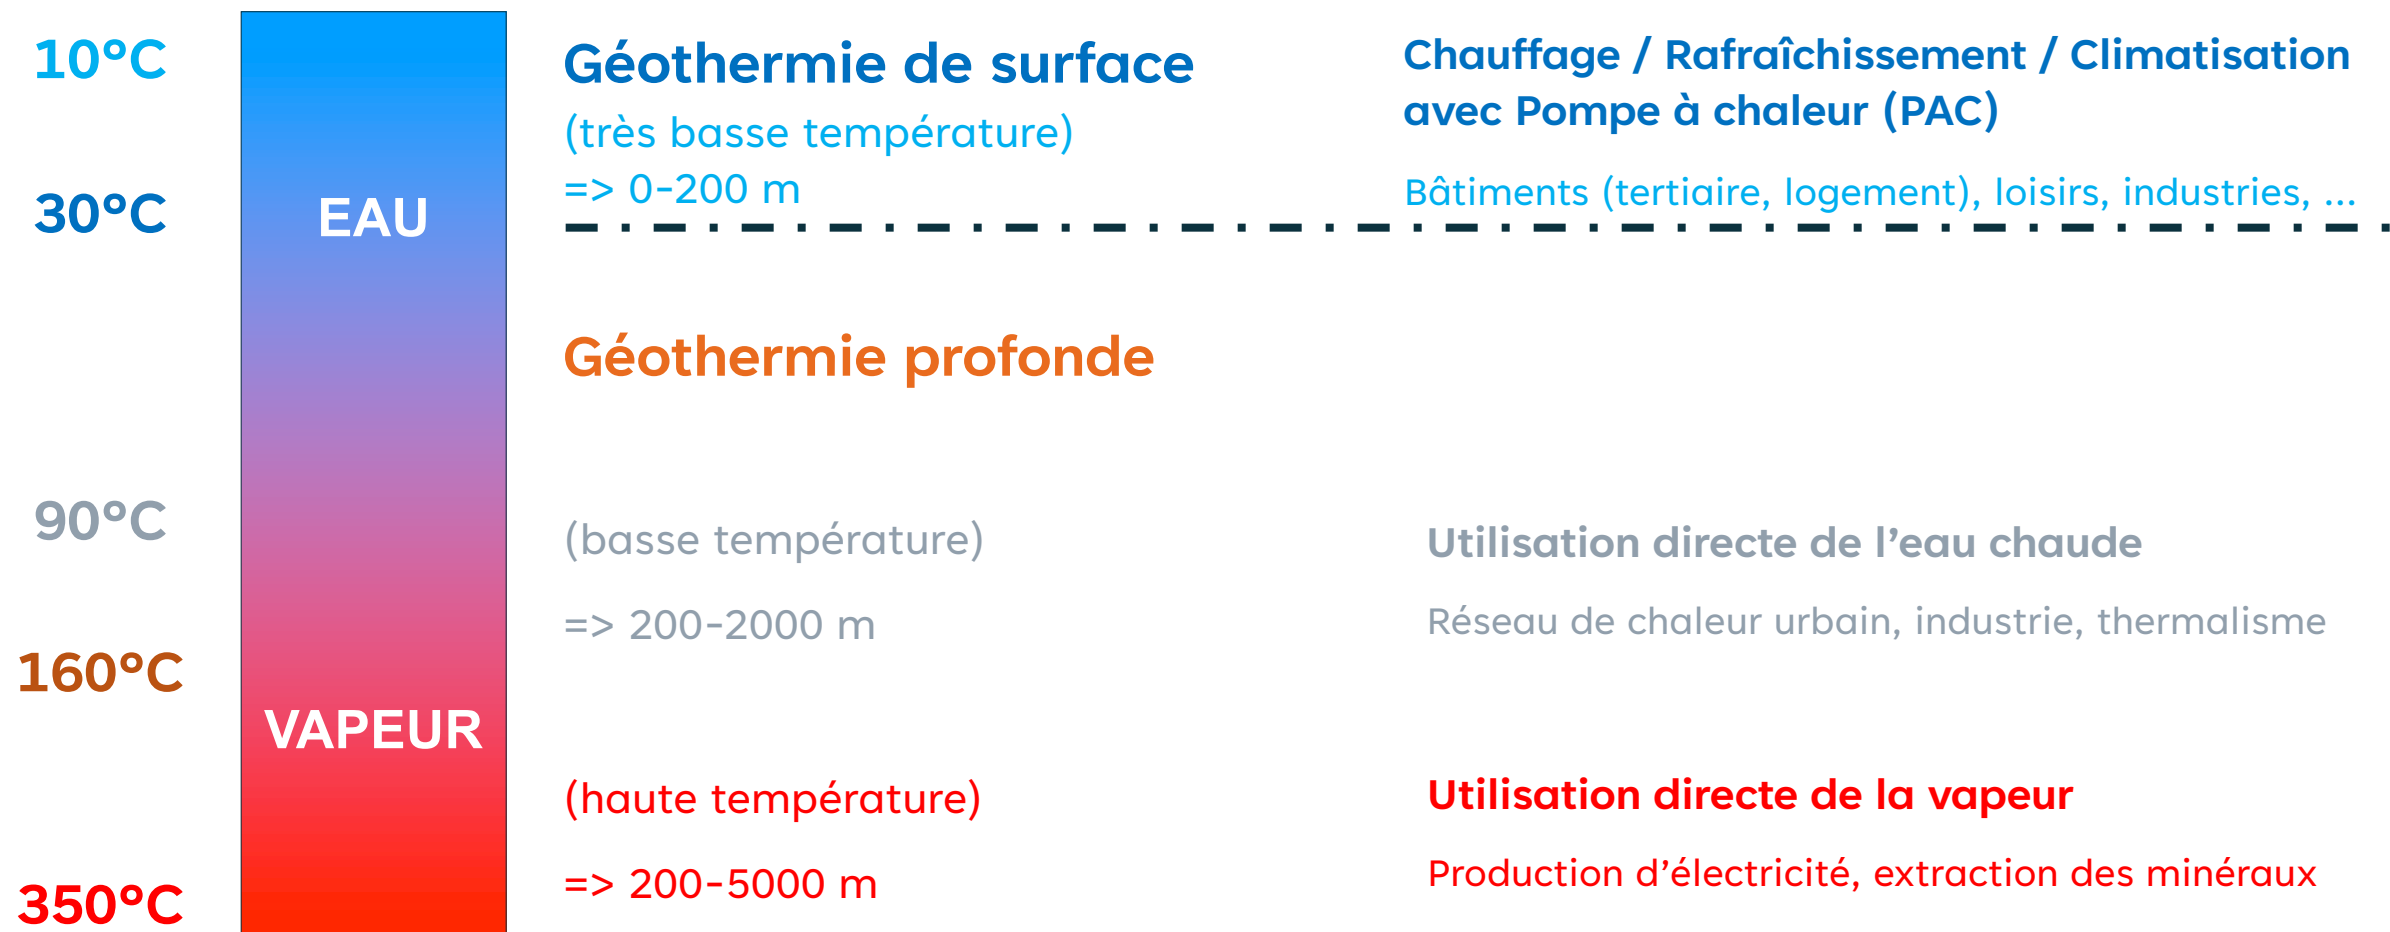 10°C
Géothermie de surface
Chauffage / Rafraîchissement / Climatisation
avec Pompe à chaleur (PAC)
(très basse température)
=> 0-200 m
Bâtiments (tertiaire, logement), loisirs, industries, ...
30°C
EAU
Géothermie profonde
90°C
(basse température)
Utilisation directe de l’eau chaude
=> 200-2000 m
Réseau de chaleur urbain, industrie, thermalisme
160°C
VAPEUR
(haute température)
Utilisation directe de la vapeur
=> 200-5000 m
Production d’électricité, extraction des minéraux
350°C